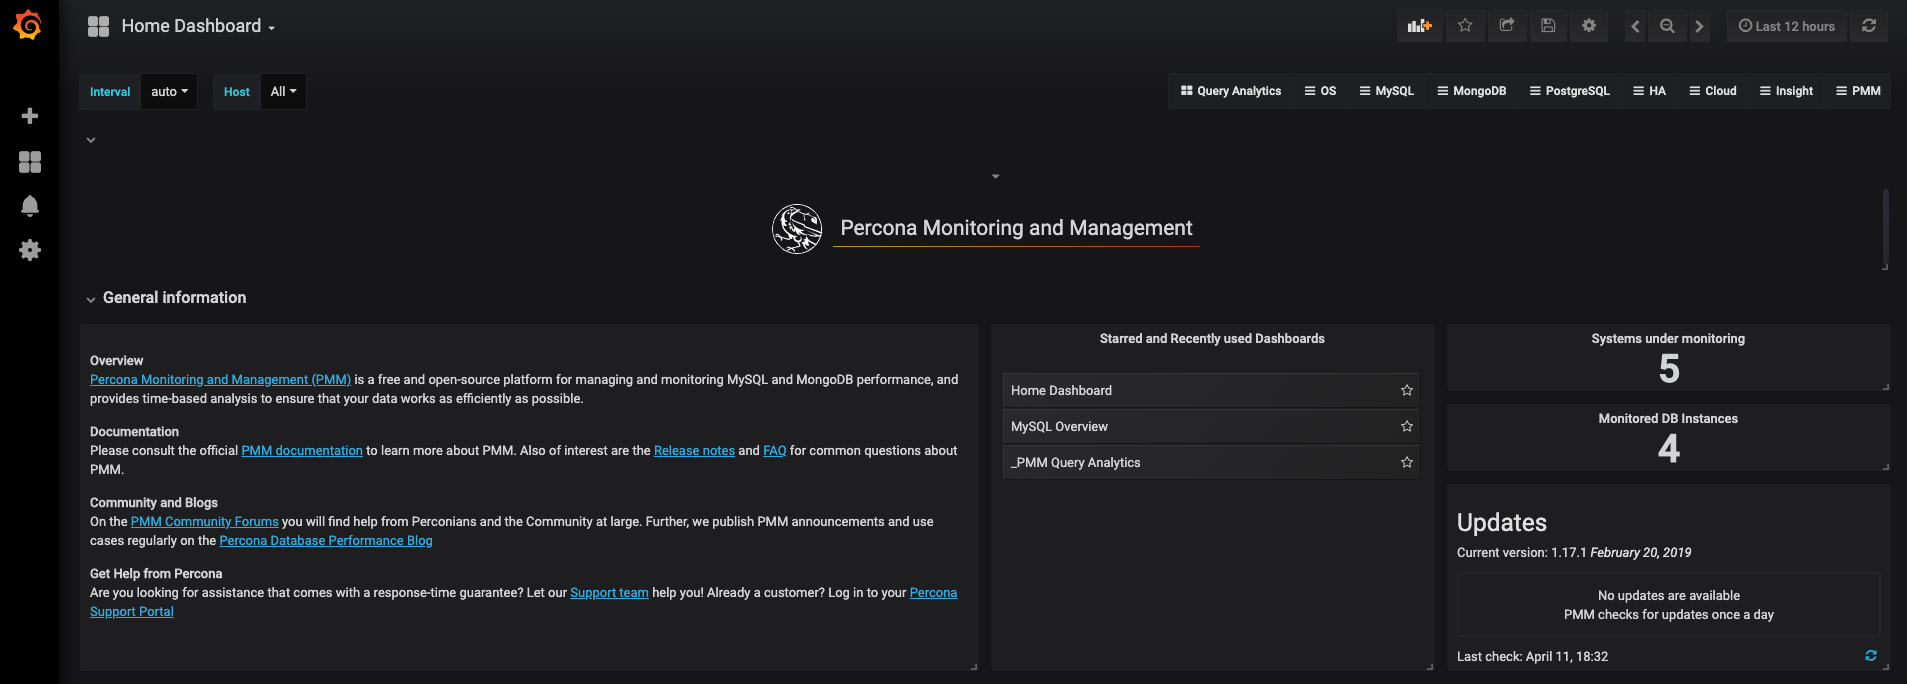 Home Dashboard
Last 12 hours
Interval auto Host All
Query Analytics OS MySQL MongoDB PostgreSQL HA Cloud Insight PMM
Percona Monitoring and Management
General information
Overview
Percona Monitoring and Management (PMM) is a free and open-source platform for managing and monitoring MySQL and MongoDB performance, and
provides time-based analysis to ensure that your data works as efficiently as possible.
Documentation
Please consult the official PMM documentation to learn more about PMM. Also of interest are the Release notes and FAQ for common questions about
PMM.
Community and Blogs
On the PMM Community Forums you will find help from Perconians and the Community at large. Further, we publish PMM announcements and use
cases regularly on the Percona Database Performance Blog
Get Help from Percona
Are you looking for assistance that comes with a response-time guarantee? Let our Support team help you! Already a customer? Log in to your Percona
Support Portal
Starred and Recently used Dashboards
Home Dashboard
MySQL Overview
_PMM Query Analytics
Systems under monitoring
5
Monitored DB Instances
4
Updates
Current version: 1.17.1 February 20, 2019
No updates are available
PMM checks for updates once a day
Last check: April 11, 18:32